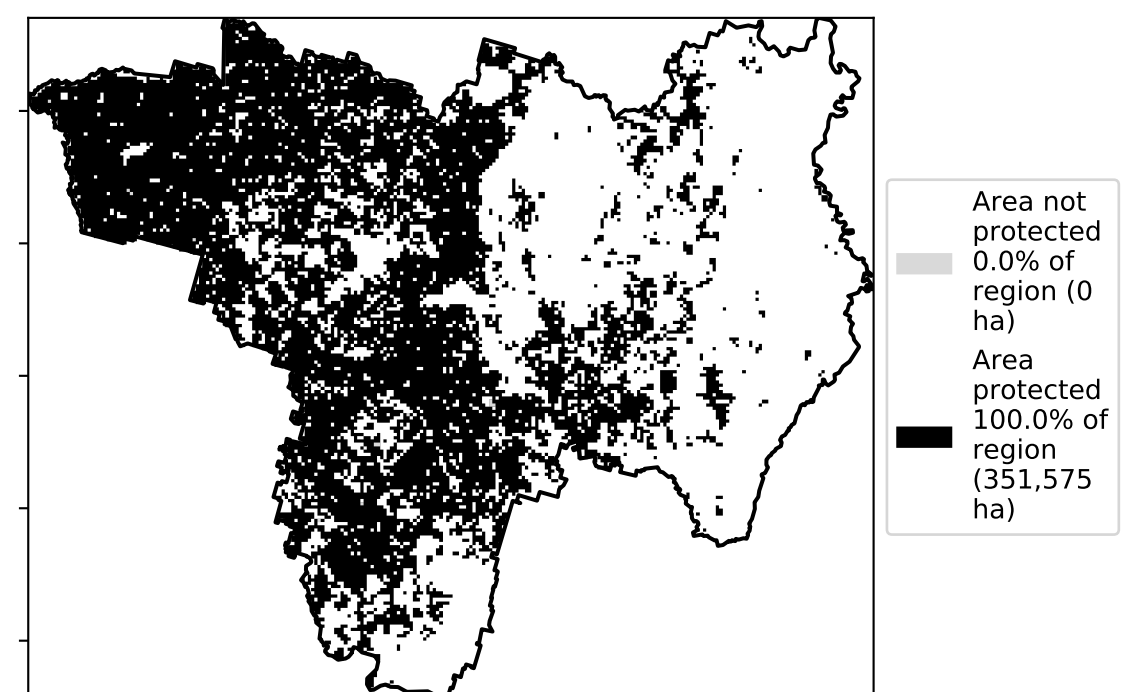 Area not
protected
0.0% of
region (0
ha)
Area
protected
100.0% of
region
(351,575
ha)